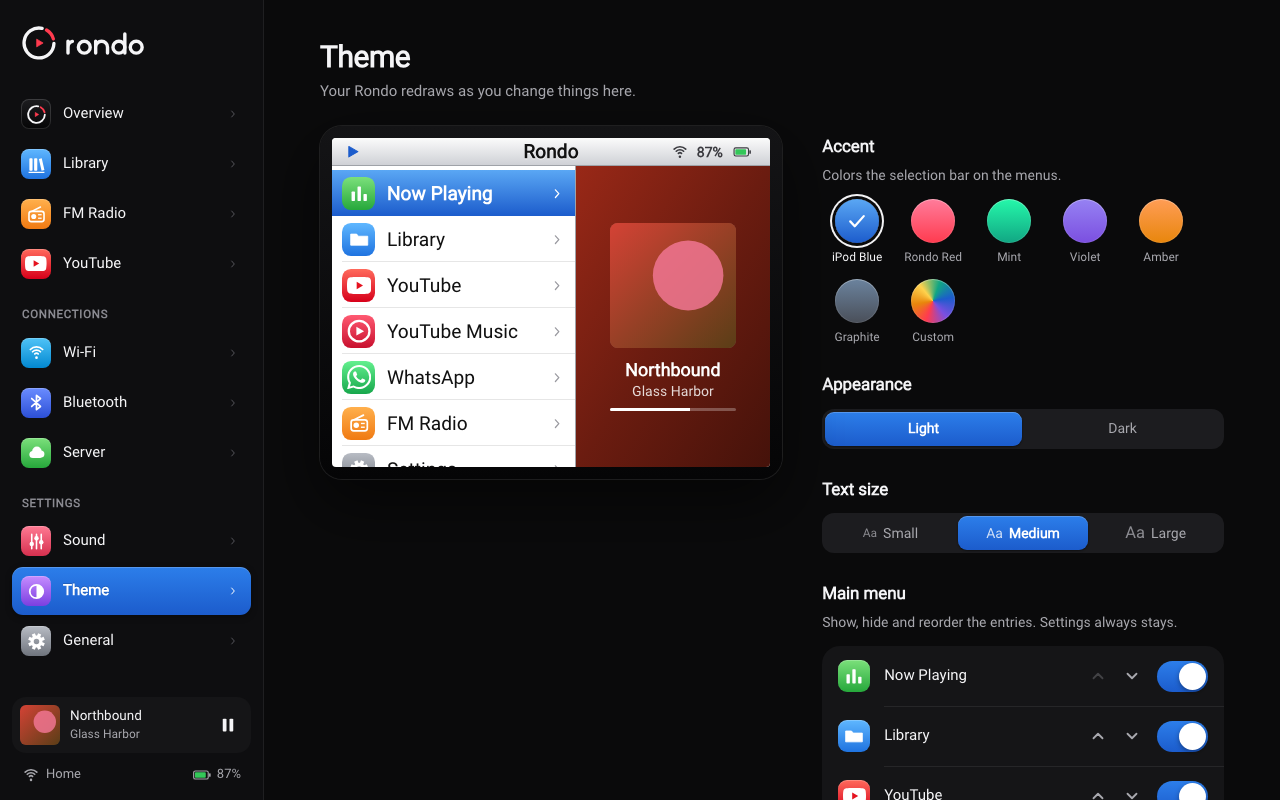 rondo
Overview
Library
FM Radio
YouTube
CONNECTIONS
Wi-Fi
Bluetooth
Server
SETTINGS
Sound
Theme
General
Northbound
Glass Harbor
Home 87%
Theme
Your Rondo redraws as you change things here.
Rondo 87%
Now Playing
Library
YouTube
YouTube Music
WhatsApp
FM Radio
Settings
Northbound
Glass Harbor
Accent
Colors the selection bar on the menus.
iPod Blue Rondo Red Mint Violet Amber
Graphite Custom
Appearance
Light Dark
Text size
Aa Small Aa Medium Aa Large
Main menu
Show, hide and reorder the entries. Settings always stays.
Now Playing
Library
YouTube